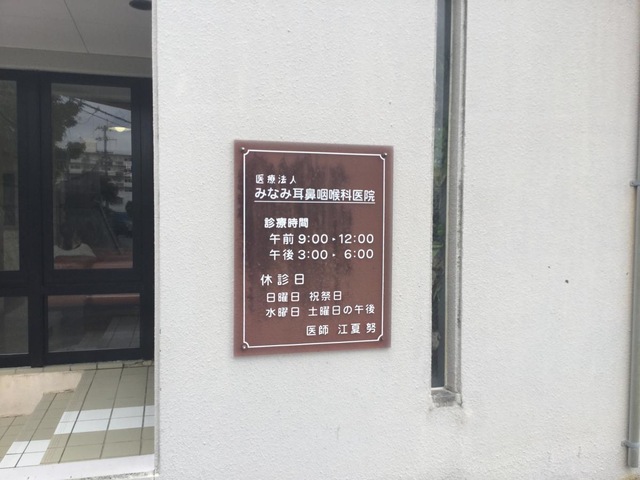 医療法人
みなみ耳鼻咽喉科医院
診療時間
午前 9:00・12:00
午後 3:00・ 6:00
休診日
日曜日 祝祭日
水曜日 土曜日の午後
医師 江夏 努